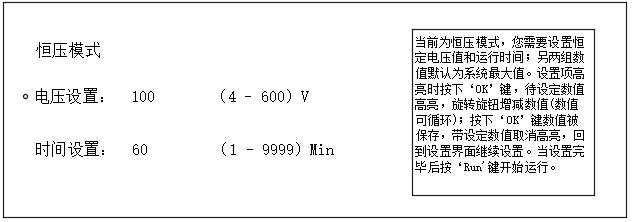 恒压模式
电压设置： 100 (4 - 600) V
时间设置： 60 (1 - 9999) Min
当前为恒压模式，您需要设置恒
定电压值和运行时间；另两组数
值默认为系统最大值。设置项高
亮时按下‘OK’键，待设定数值
高亮，旋转旋钮增减数值(数值
可循环)；按下‘OK’键数值被
保存，带设定数值取消高亮，回
到设置界面继续设置。当设置完
毕后按‘Run'键开始运行。